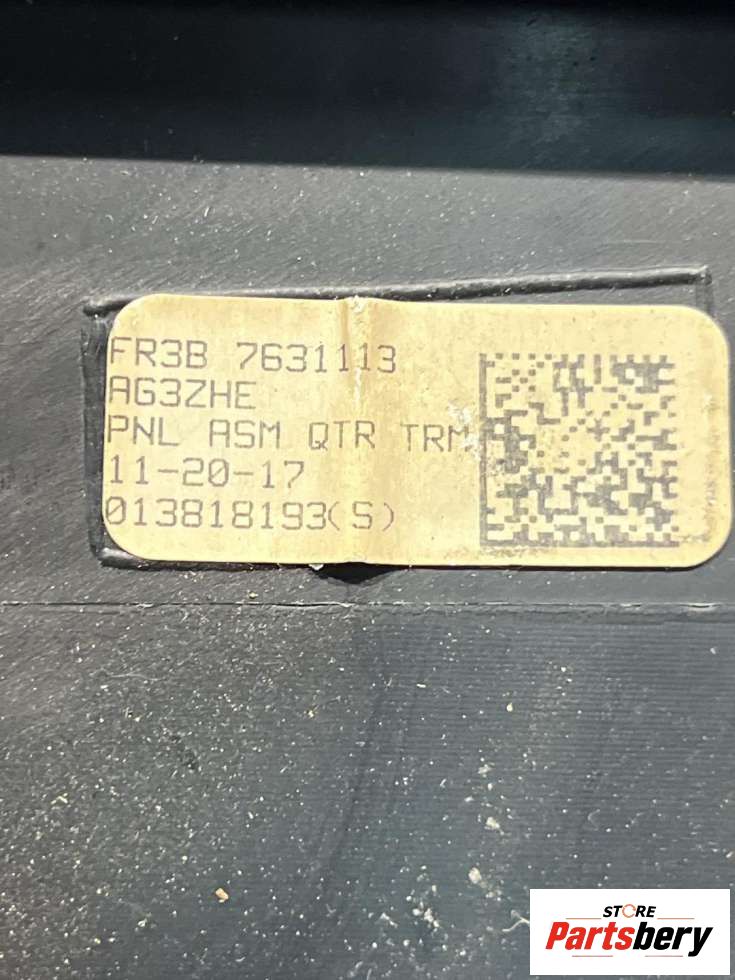 FR3B 7631113
AG3ZHE
PNL ASM QTR TRM
11-20-17
013818193(S)
STORE
Partsbery